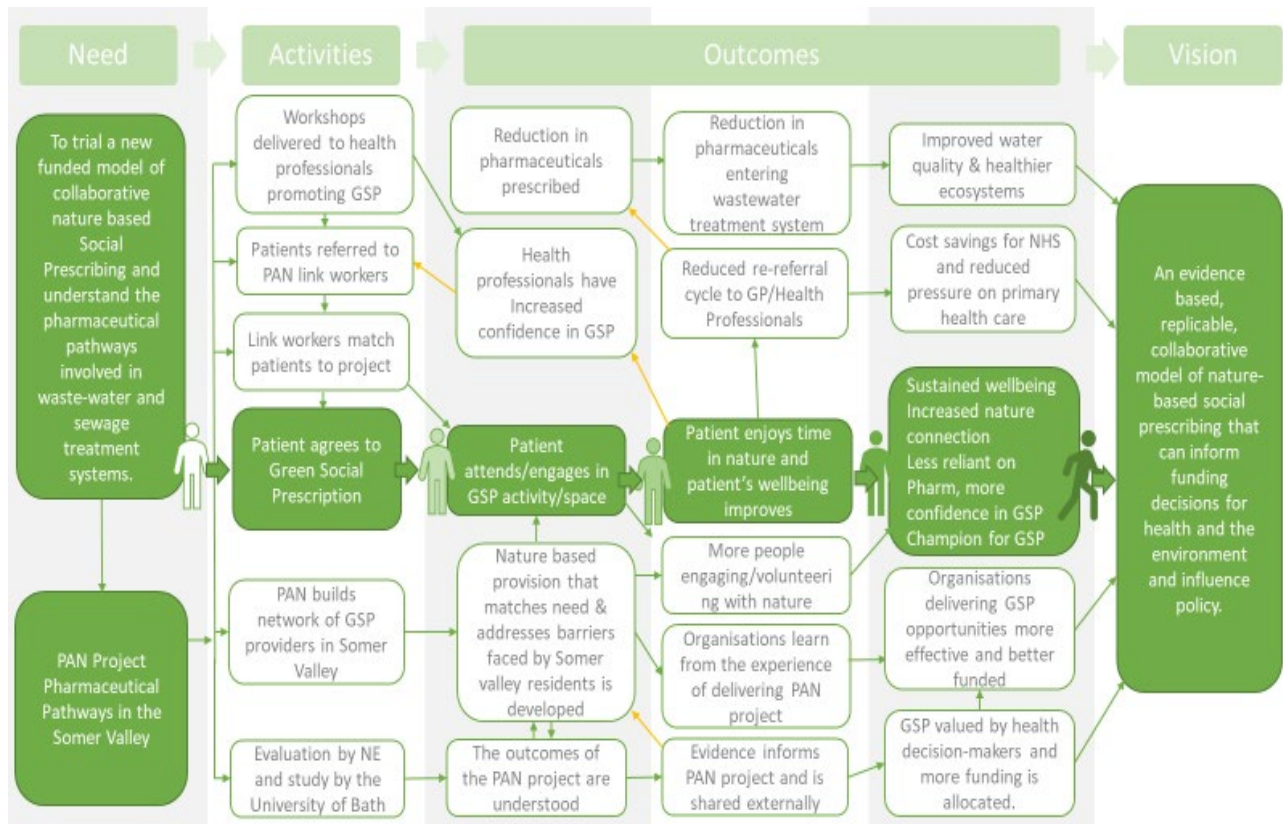 Need
Activities
Outcomes
Vision
To trial a new
funded model of
collaborative
nature based
Social
Prescribing and
understand the
pharmaceutical
pathways
involved in
waste-water and
sewage
treatment
systems.
PAN Project
Pharmaceutical
Pathways in the
Somer Valley
Workshops
delivered to health
professionals
promoting GSP
Patients referred to
PAN link workers
Link workers match
patients to project
Patient agrees to
Green Social
Prescription
PAN builds
network of GSP
providers in Somer
Valley
Evaluation by NE
and study by the
University of Bath
Reduction in
pharmaceuticals
prescribed
Health
professionals have
Increased
confidence in GSP
Patient
attends/engages in
GSP activity/space
Nature based
provision that
matches need &
addresses barriers
faced by Somer
valley residents is
developed
The outcomes of
the PAN project are
understood
Reduction in
pharmaceuticals
entering
wastewater
treatment system
Reduced re-referral
cycle to GP/Health
Professionals
Patient enjoys time
in nature and
patient's wellbeing
improves
More people
engaging/volunteeri
ng with nature
Organisations learn
from the experience
of delivering PAN
project
Evidence informs
PAN project and is
shared externally
Improved water
quality & healthier
ecosystems
Cost savings for NHS
and reduced
pressure on primary
health care
Sustained wellbeing
Increased nature
connection
Less reliant on
Pharm, more
confidence in GSP
Champion for GSP
Organisations
delivering GSP
opportunities more
effective and better
funded
GSP valued by health
decision-makers and
more funding is
allocated.
An evidence
based,
replicable,
collaborative
model of nature-
based social
prescribing that
can inform
funding
decisions for
health and the
environment
and influence
policy.